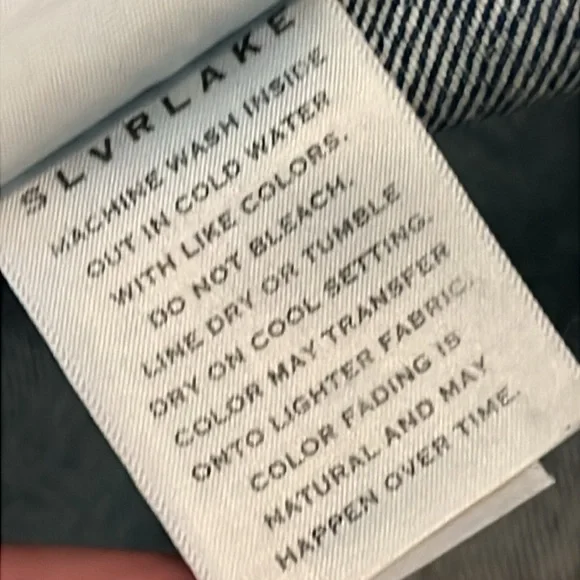 SLVRLAKE
MACHINE WASH INSIDE
OUT IN COLD WATER
WITH LIKE COLORS.
DO NOT BLEACH.
LINE DRY OR TUMBLE
DRY ON COOL SETTING.
COLOR MAY TRANSFER
ONTO LIGHTER FABRIC.
COLOR FADING IS
NATURAL AND MAY
HAPPEN OVER TIME.